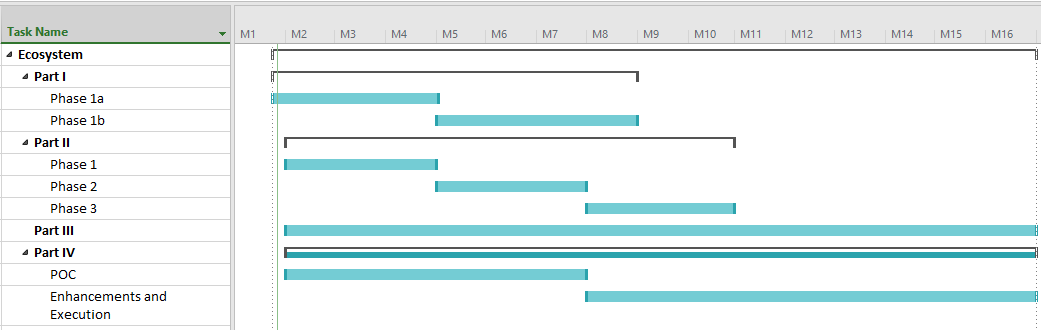 Task Name
M1 M2 M3 M4 M5 M6 M7 M8 M9 M10 M11 M12 M13 M14 M15 M16
Ecosystem
Part I
Phase 1a
Phase 1b
Part II
Phase 1
Phase 2
Phase 3
Part III
Part IV
POC
Enhancements and
Execution